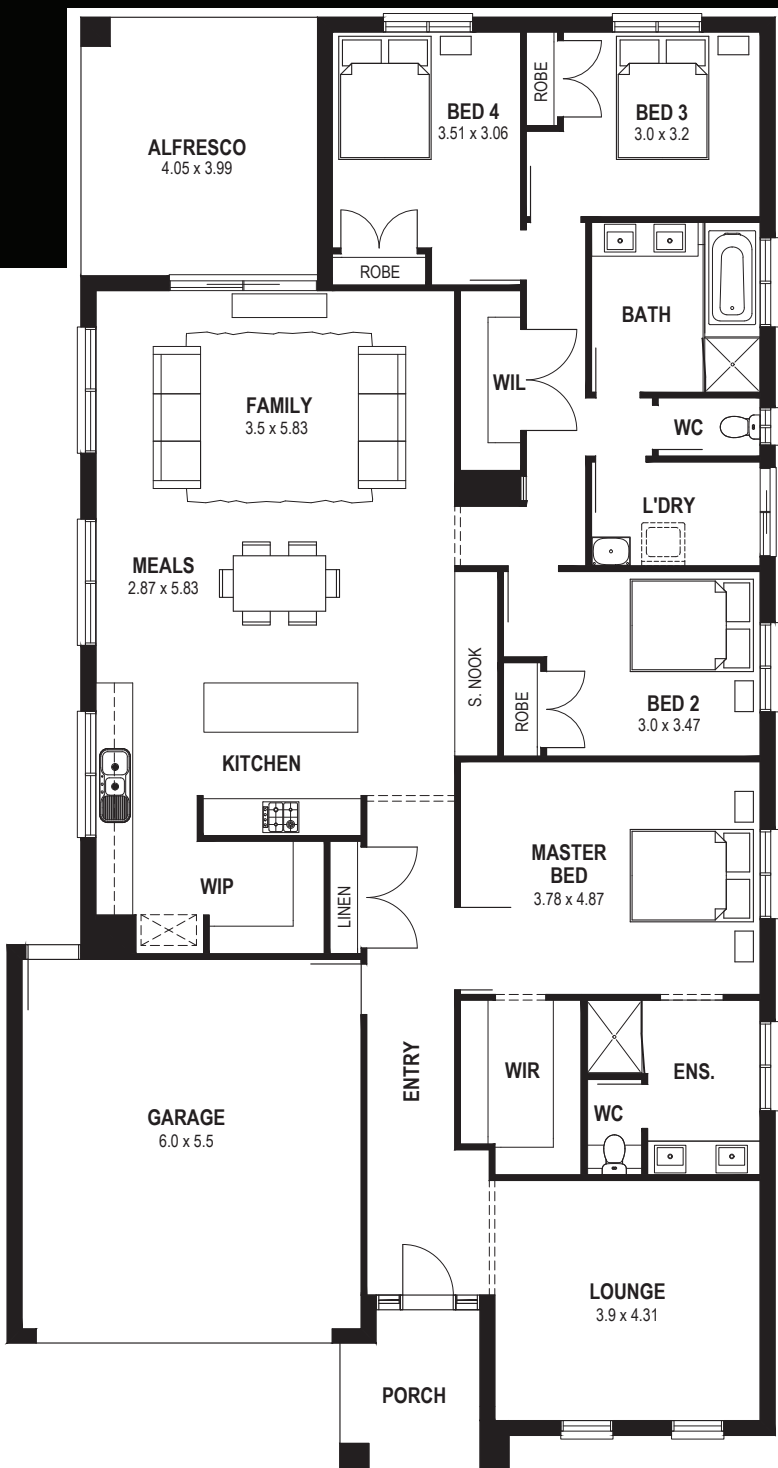 BED 4
3.51 x 3.06
ROBE
BED 3
3.0 x 3.2
ALFRESCO
4.05 x 3.99
ROBE
BATH
WIL
FAMILY
3.5 x 5.83
WC
L'DRY
MEALS
2.87 x 5.83
S. NOOK
ROBE
BED 2
3.0 x 3.47
KITCHEN
MASTER
BED
3.78 x 4.87
WIP
LINEN
ENTRY
WIR
ENS.
WC
GARAGE
6.0 x 5.5
LOUNGE
3.9 x 4.31
PORCH